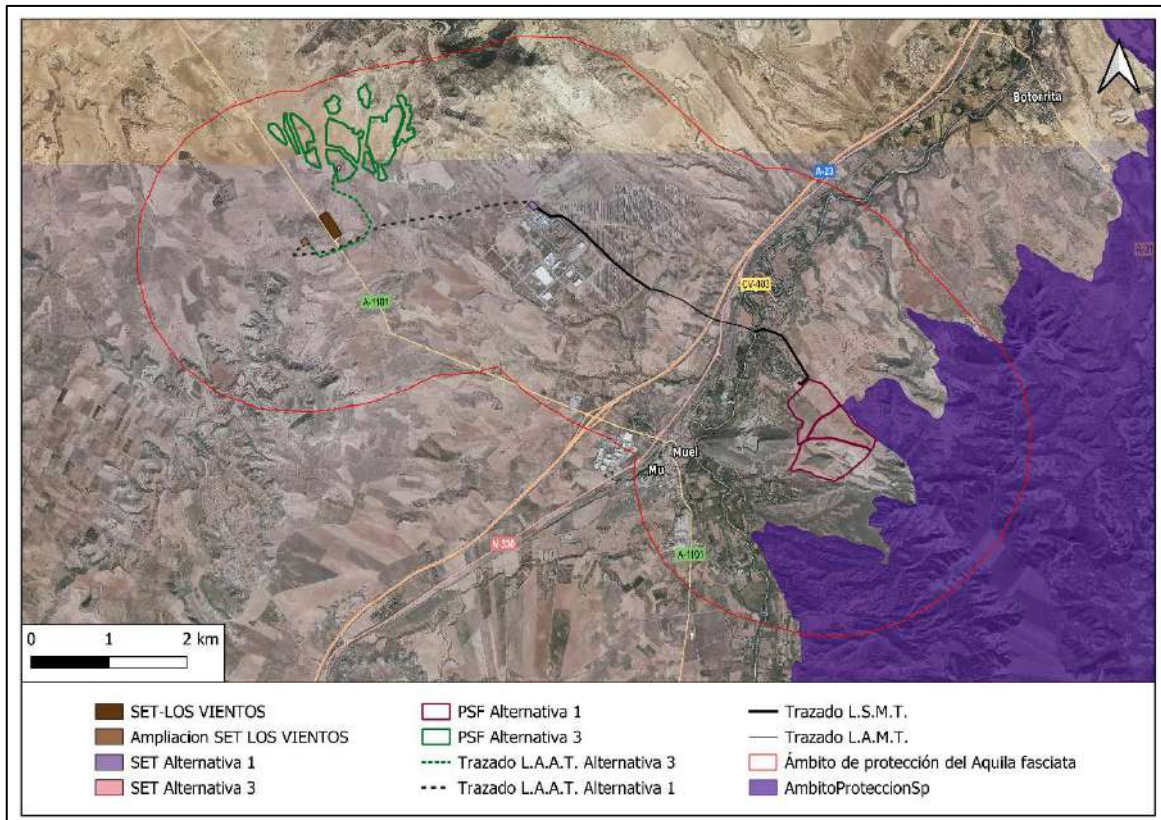 Botorrita
A-23
CV-403
A-1101
Muel
Mu
N-330
A-1101
0 1 2 km
SET-LOS VIENTOS
Ampliacion SET LOS VIENTOS
SET Alternativa 1
SET Alternativa 3
PSF Alternativa 1
PSF Alternativa 3
Trazado L.A.A.T. Alternativa 3
Trazado L.A.A.T. Alternativa 1
Trazado L.S.M.T.
Trazado L.A.M.T.
Ámbito de protección del Aquila fasciata
AmbitoProteccionSp